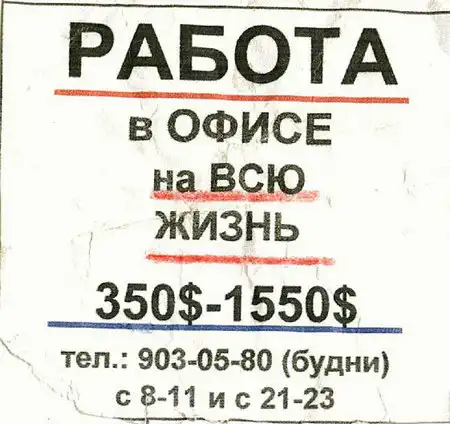 РАБОТА
в ОФИСЕ
на ВСЮ
ЖИЗНЬ
350$-1550$
тел.: 903-05-80 (будни)
с 8-11 и с 21-23